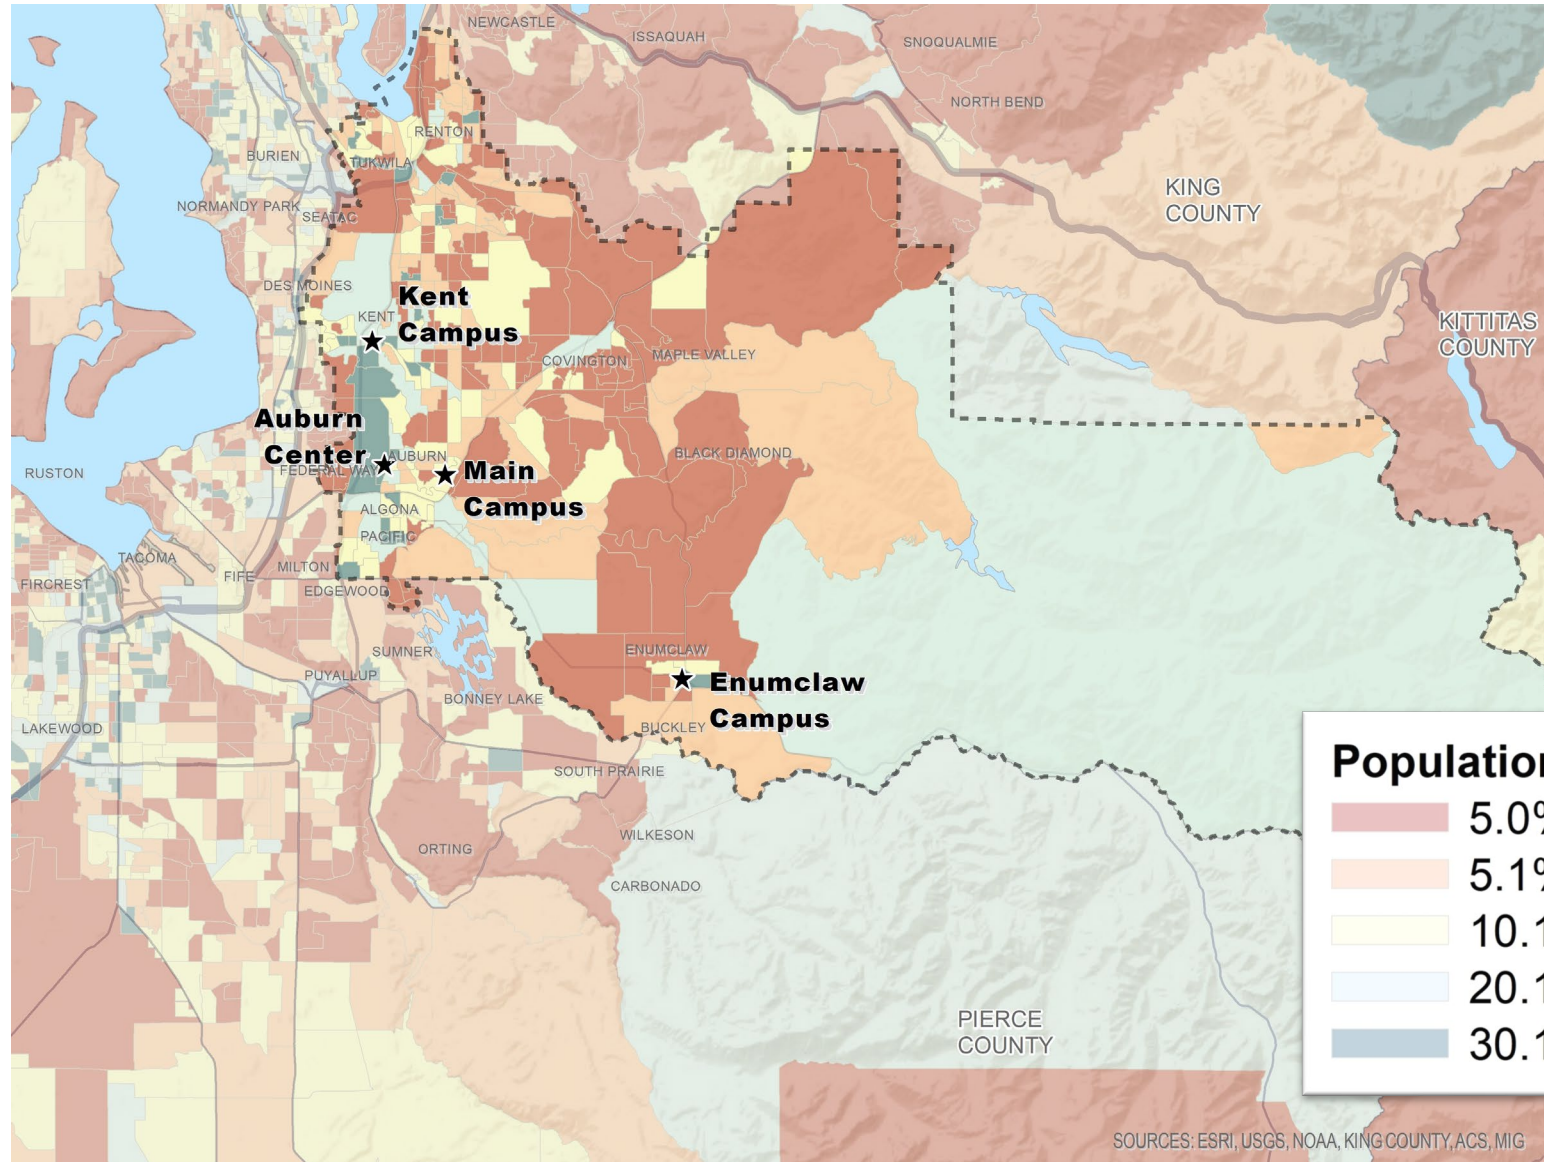 NEWCASTLE
ISSAQUAH
SNOQUALMIE
NORTH BEND
RENTON
BURIEN
TUKWILA
KING
COUNTY
NORMANDY PARK
SEATAC
DES MOINES
Kent
Campus
KENT
KITTITAS
COUNTY
COVINGTON
MAPLE VALLEY
Auburn
Center
AUBURN
BLACK DIAMOND
FEDERAL WAY
Main
Campus
RUSTON
ALGONA
PACIFIC
TACOMA
MILTON
FIFE
FIRCREST
EDGEWOOD
SUMNER
ENUMCLAW
PUYALLUP
Enumclaw
Campus
BONNEY LAKE
LAKEWOOD
BUCKLEY
SOUTH PRAIRIE
Population
5.0%
5.1%
10.1
20.1
30.1
WILKESON
ORTING
CARBONADO
PIERCE
COUNTY
SOURCES: ESRI, USGS, NOAA, KING COUNTY, ACS, MIG